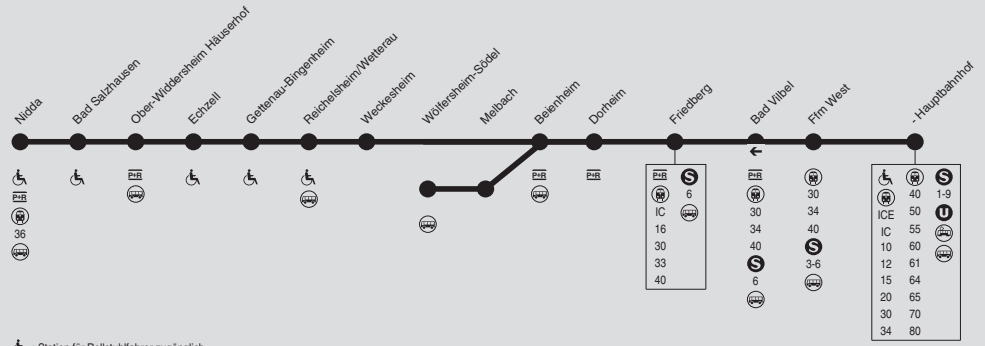 Nidda
Bad Salzhausen
Ober-Widdersheim Häuserhof
Echzell
Gettenau-Bingenheim
Reichelsheim/Wetterau
Weckesheim
Wölfersheim-Södel
Melbach
Beienheim
Dorheim
Friedberg
Bad Vilbel
Ffm West
- Hauptbahnhof
P+R
36
P+R
P+R
P+R
P+R
IC
16
30
33
40
S
6
P+R
30
34
40
S
6
30
34
40
S
3-6
ICE
IC
10
12
15
20
30
34
40
50
55
60
61
64
65
70
80
S
1-9
U